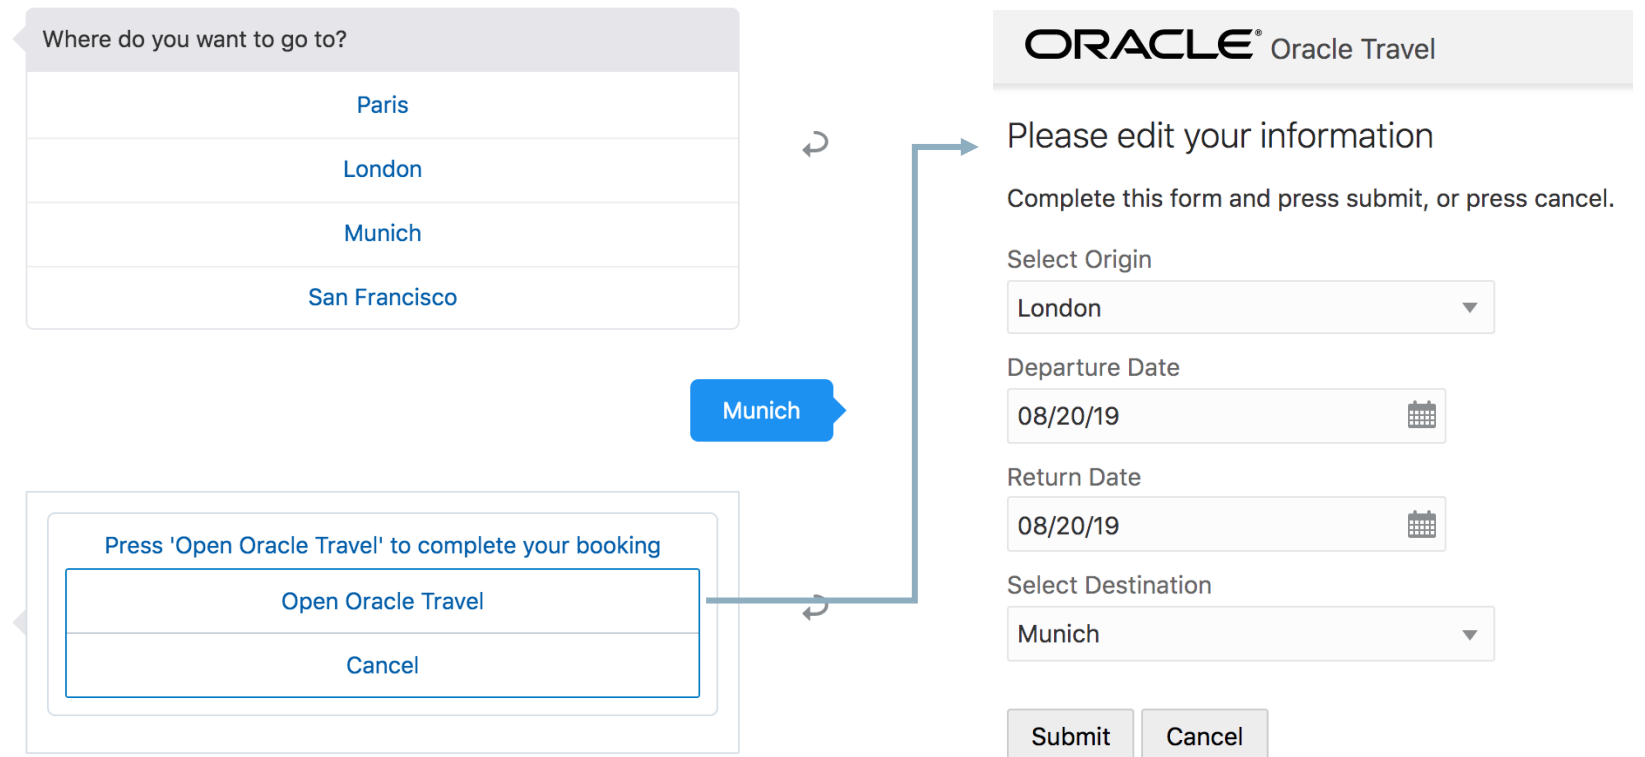 Where do you want to go to?
Paris
London
Munich
San Francisco
Munich
Press 'Open Oracle Travel' to complete your booking
Open Oracle Travel
Cancel
ORACLE® Oracle Travel
Please edit your information
Complete this form and press submit, or press cancel.
Select Origin
London
Departure Date
08/20/19
Return Date
08/20/19
Select Destination
Munich
Submit Cancel